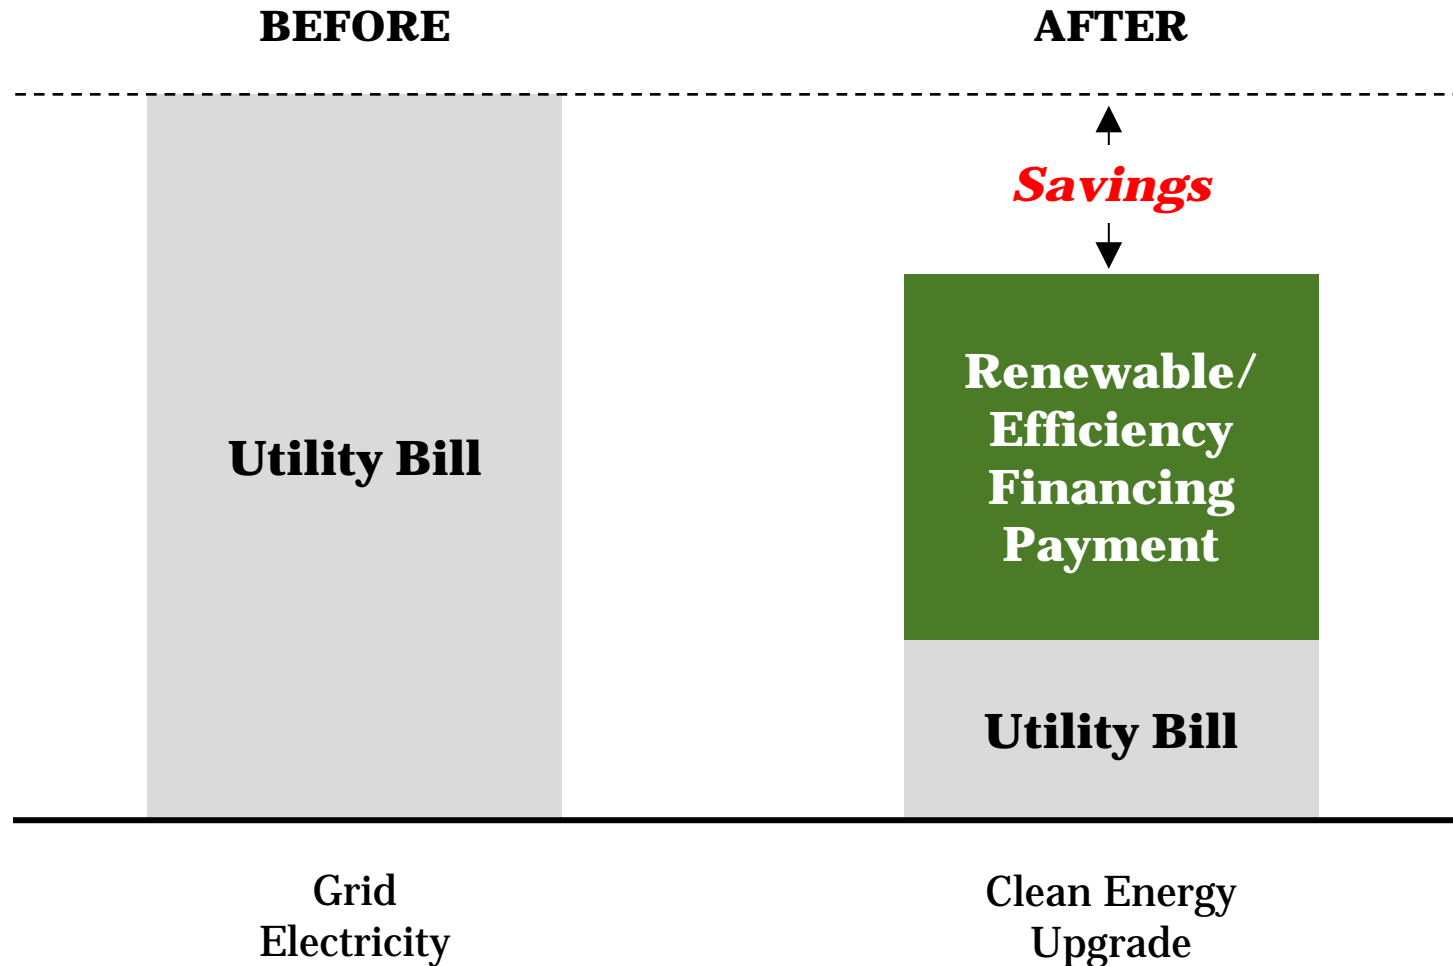 BEFORE
AFTER
Savings
Utility Bill
Renewable/
Efficiency
Financing
Payment
Utility Bill
Grid
Electricity
Clean Energy
Upgrade